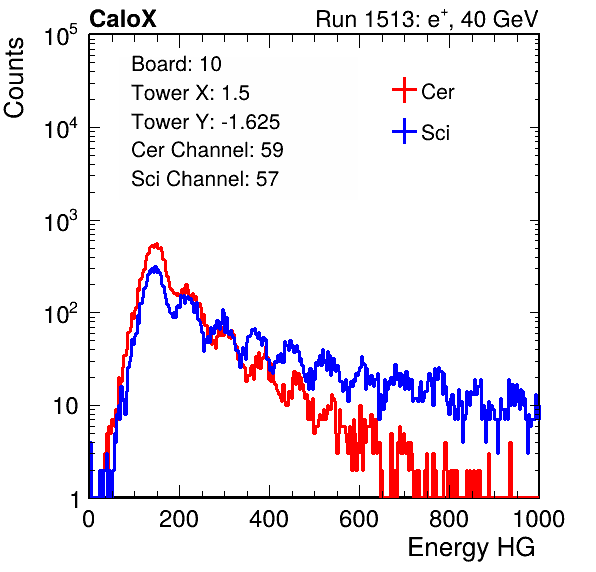 CaloX Run 1513: e⁺, 40 GeV
Counts
10⁵
10⁴
10³
10²
10
1
Board: 10
Tower X: 1.5
Tower Y: -1.625
Cer Channel: 59
Sci Channel: 57
Cer
Sci
0 200 400 600 800 1000
Energy HG